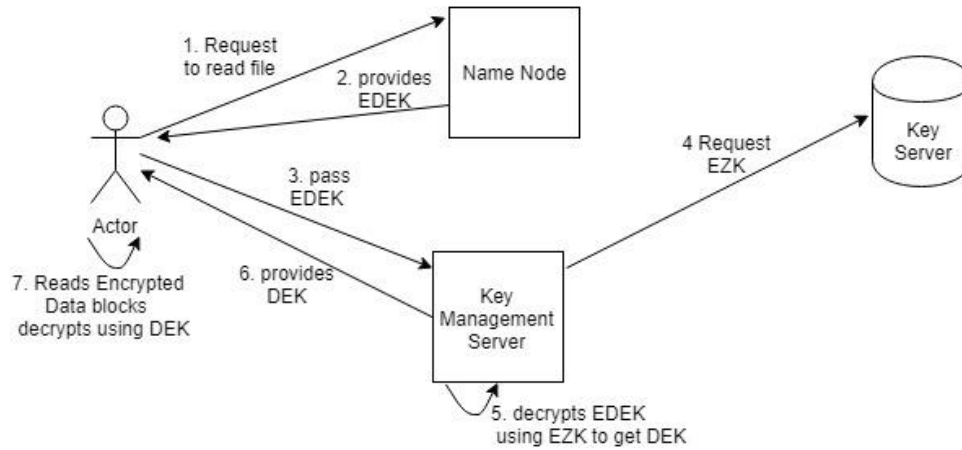 1. Request
to read file
2. provides
EDEK
Name Node
4 Request
EZK
Key
Server
3. pass
EDEK
Actor
6. provides
DEK
7. Reads Encrypted
Data blocks
decrypts using DEK
Key
Management
Server
5. decrypts EDEK
using EZK to get DEK